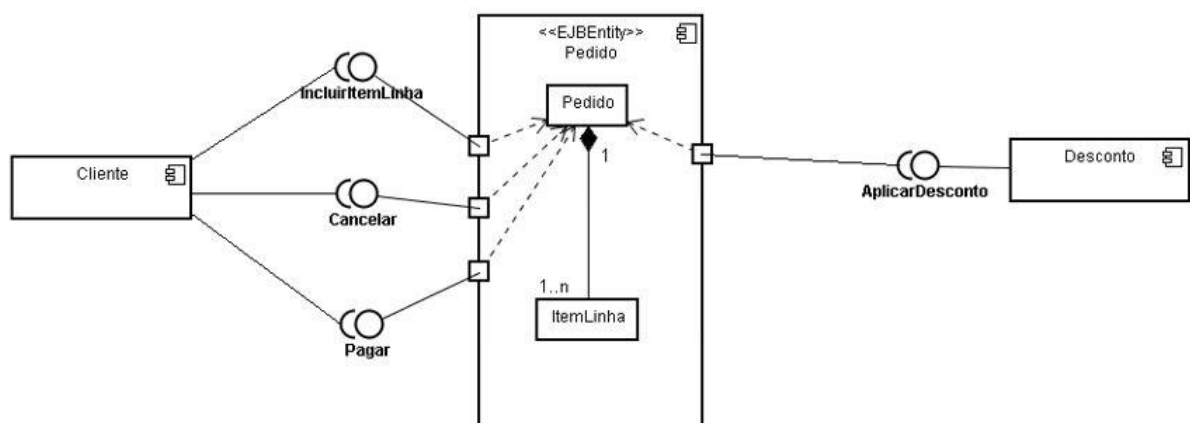 <<EJBEntity>>
Pedido
IncluirItemLinha
Pedido
1
Cliente
Cancelar
AplicarDesconto
Desconto
1..n
ItemLinha
Pagar